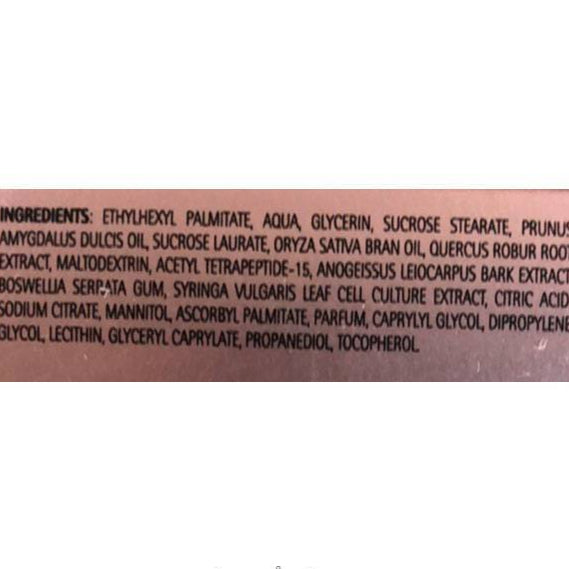 INGREDIENTS: ETHYLHEXYL PALMITATE, AQUA, GLYCERIN, SUCROSE STEARATE, PRUNUS
AMYGDALUS DULCIS OIL, SUCROSE LAURATE, ORYZA SATIVA BRAN OIL, QUERCUS ROBUR ROOT
EXTRACT, MALTODEXTRIN, ACETYL TETRAPEPTIDE-15, ANOGEISSUS LEIOCARPUS BARK EXTRACT,
BOSWELLIA SERRATA GUM, SYRINGA VULGARIS LEAF CELL CULTURE EXTRACT, CITRIC ACID,
SODIUM CITRATE, MANNITOL, ASCORBYL PALMITATE, PARFUM, CAPRYLYL GLYCOL, DIPROPYLENE
GLYCOL, LECITHIN, GLYCERYL CAPRYLATE, PROPANEDIOL, TOCOPHEROL